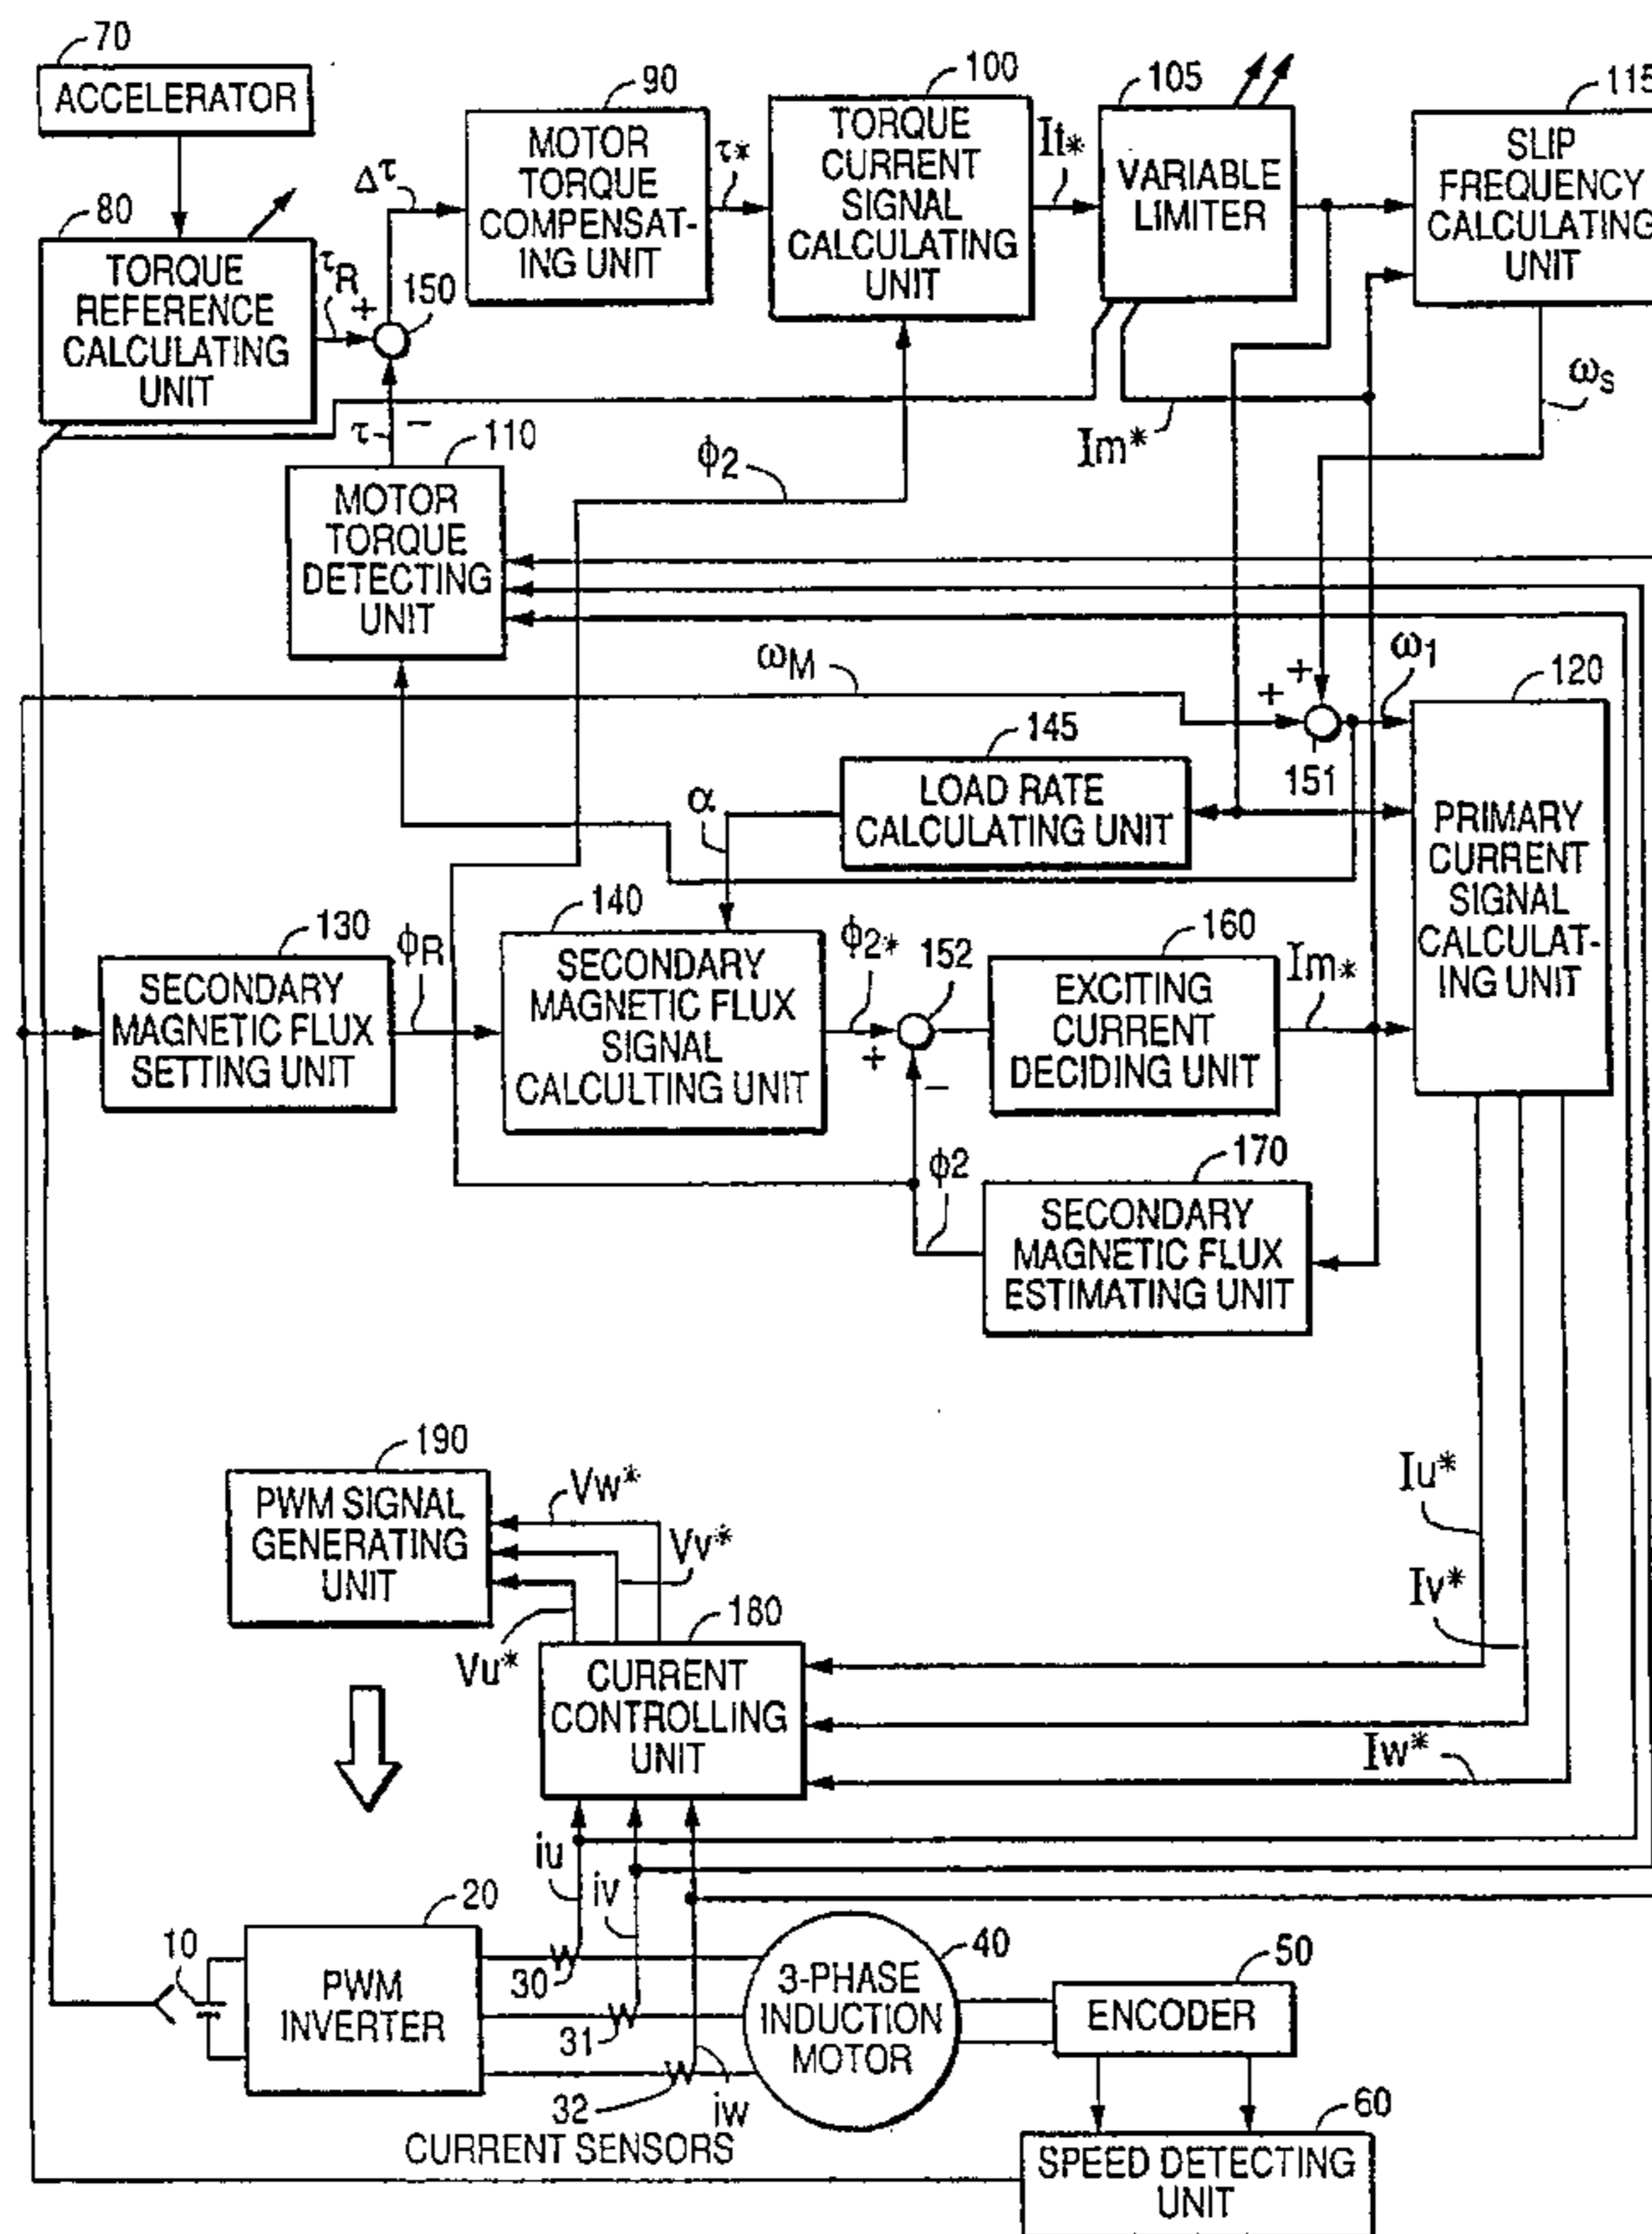 70
ACCELERATOR
80
TORQUE
REFERENCE
CALCULATING
UNIT
τR
+
150
Δτ
90
MOTOR
TORQUE
COMPENSAT-
ING UNIT
τ*
100
TORQUE
CURRENT
SIGNAL
CALCULATING
UNIT
It*
105
VARIABLE
LIMITER
115
SLIP
FREQUENCY
CALCULATING
UNIT
ωs
Im*
τ
−
110
MOTOR
TORQUE
DETECTING
UNIT
ϕ2
ωM
+
+
151
ω1
120
PRIMARY
CURRENT
SIGNAL
CALCULAT-
ING UNIT
145
LOAD RATE
CALCULATING UNIT
α
130
SECONDARY
MAGNETIC FLUX
SETTING UNIT
ϕR
140
SECONDARY
MAGNETIC FLUX
SIGNAL
CALCULTING UNIT
ϕ2*
152
+
−
160
EXCITING
CURRENT
DECIDING UNIT
Im*
ϕ2
170
SECONDARY
MAGNETIC FLUX
ESTIMATING UNIT
190
PWM SIGNAL
GENERATING
UNIT
Vw*
Vv*
Vu*
180
CURRENT
CONTROLLING
UNIT
Iu*
Iv*
Iw*
iu
iv
iw
10
20
PWM
INVERTER
30
31
32
CURRENT SENSORS
40
3-PHASE
INDUCTION
MOTOR
50
ENCODER
60
SPEED DETECTING
UNIT